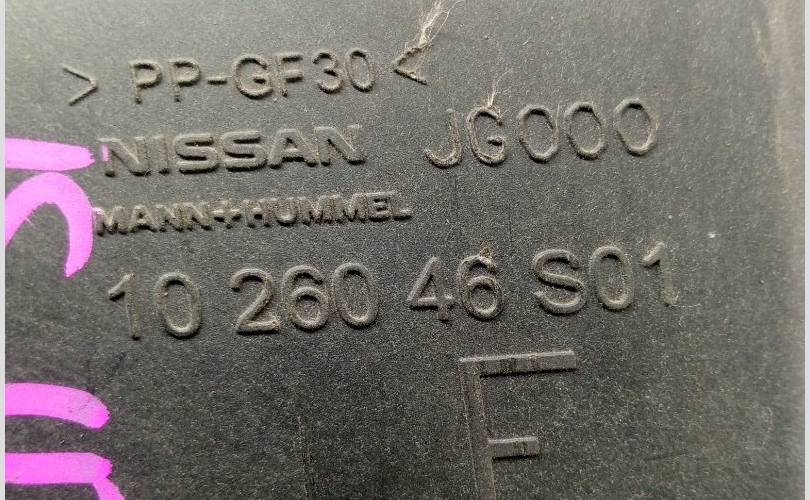 > PP-GF30 <
NISSAN JG000
MANN+HUMMEL
10 260 46 S01
F